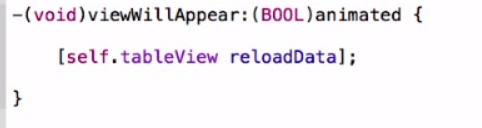 -(void)viewWillAppear:(BOOL)animated {
[self.tableView reloadData];
}